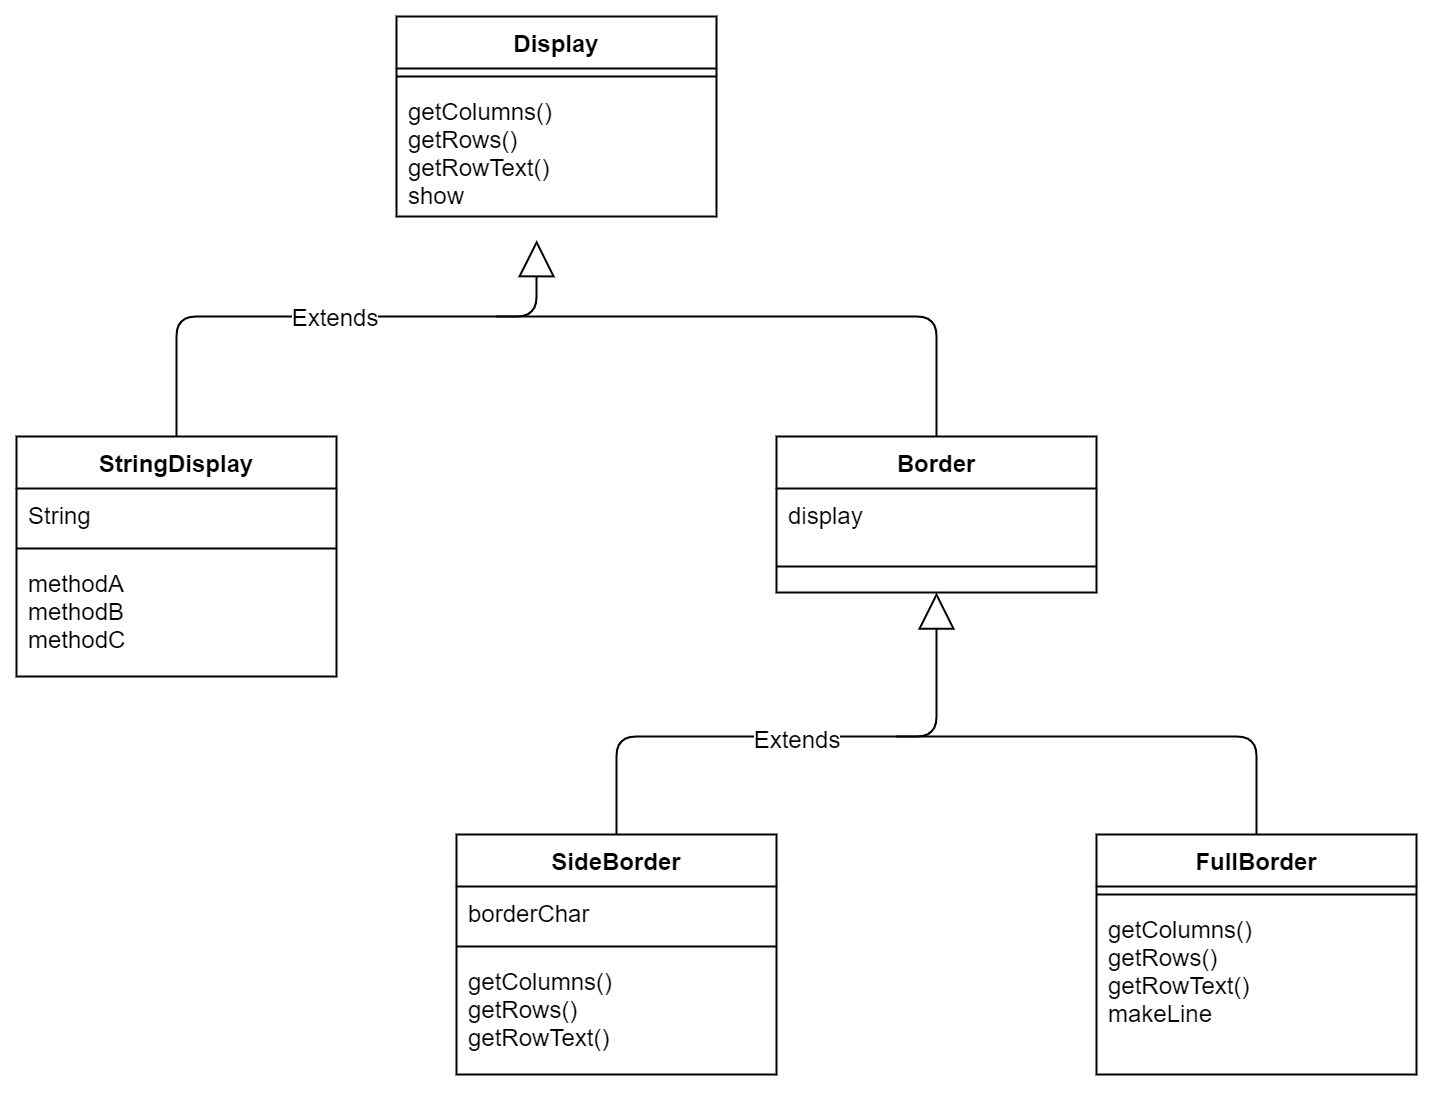 Display
getColumns()
getRows()
getRowText()
show
Extends
StringDisplay
String
methodA
methodB
methodC
Border
display
Extends
SideBorder
borderChar
getColumns()
getRows()
getRowText()
FullBorder
getColumns()
getRows()
getRowText()
makeLine